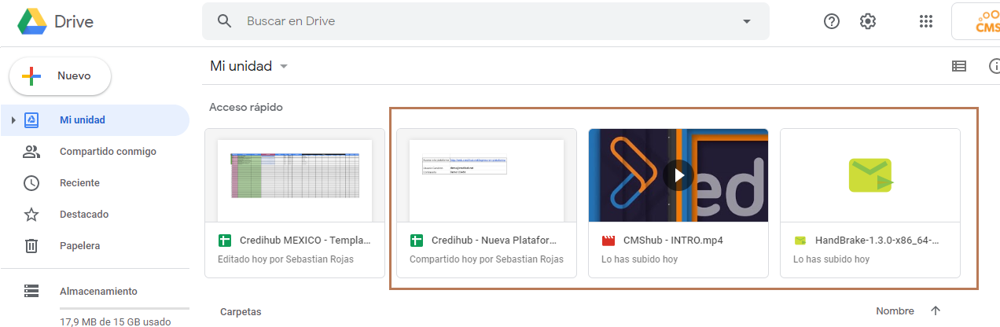 Drive
Buscar en Drive
CMS
Nuevo
Mi unidad
Mi unidad
Compartido conmigo
Reciente
Destacado
Papelera
Almacenamiento
17,9 MB de 15 GB usado
Acceso rápido
Credihub MEXICO - Templa...
Editado hoy por Sebastian Rojas
Credihub - Nueva Platafor...
Compartido hoy por Sebastian Rojas
ed
CMShub - INTRO.mp4
Lo has subido hoy
HandBrake-1.3.0-x86_64-...
Lo has subido hoy
Carpetas
Nombre